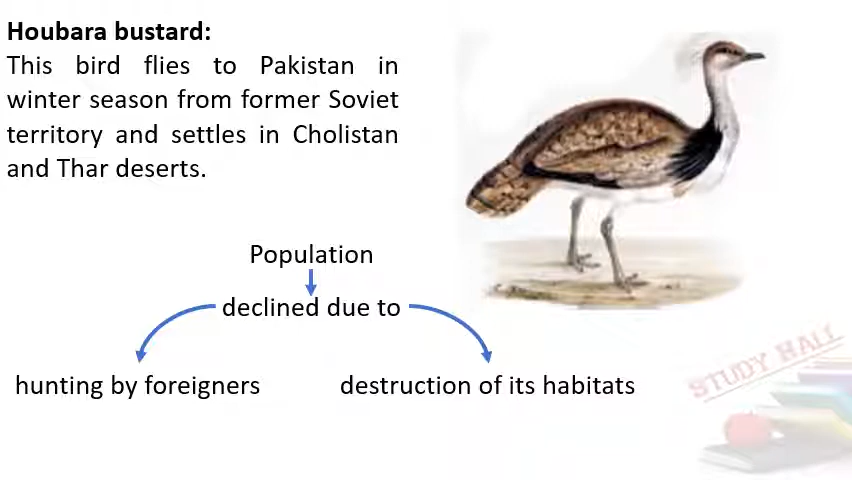 Houbara bustard:
This bird flies to Pakistan in
winter season from former Soviet
territory and settles in Cholistan
and Thar deserts.
Population
declined due to
hunting by foreigners
destruction of its habitats
STUDY HALL